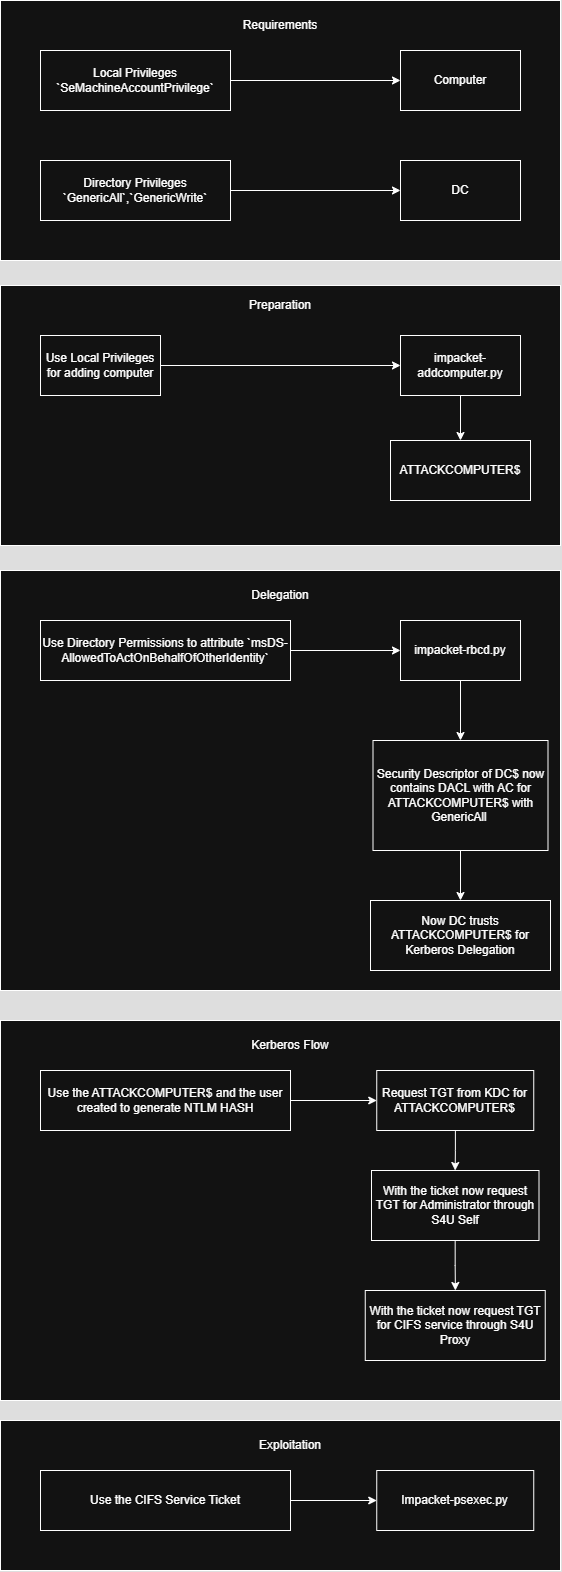 Requirements
Local Privileges
`SeMachineAccountPrivilege`
Computer
Directory Privileges
`GenericAll`,`GenericWrite`
DC
Preparation
Use Local Privileges
for adding computer
impacket-
addcomputer.py
ATTACKCOMPUTER$
Delegation
Use Directory Permissions to attribute `msDS-
AllowedToActOnBehalfOfOtherIdentity`
impacket-rbcd.py
Security Descriptor of DC$ now
contains DACL with AC for
ATTACKCOMPUTER$ with
GenericAll
Now DC trusts
ATTACKCOMPUTER$ for
Kerberos Delegation
Kerberos Flow
Use the ATTACKCOMPUTER$ and the user
created to generate NTLM HASH
Request TGT from KDC for
ATTACKCOMPUTER$
With the ticket now request
TGT for Administrator through
S4U Self
With the ticket now request TGT
for CIFS service through S4U
Proxy
Exploitation
Use the CIFS Service Ticket
Impacket-psexec.py